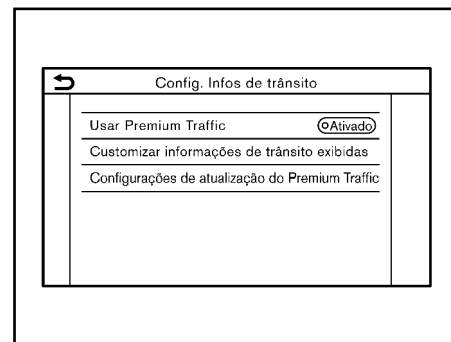 Config. Infos de trânsito
Usar Premium Traffic Ativado
Customizar informações de trânsito exibidas
Configurações de atualização do Premium Traffic